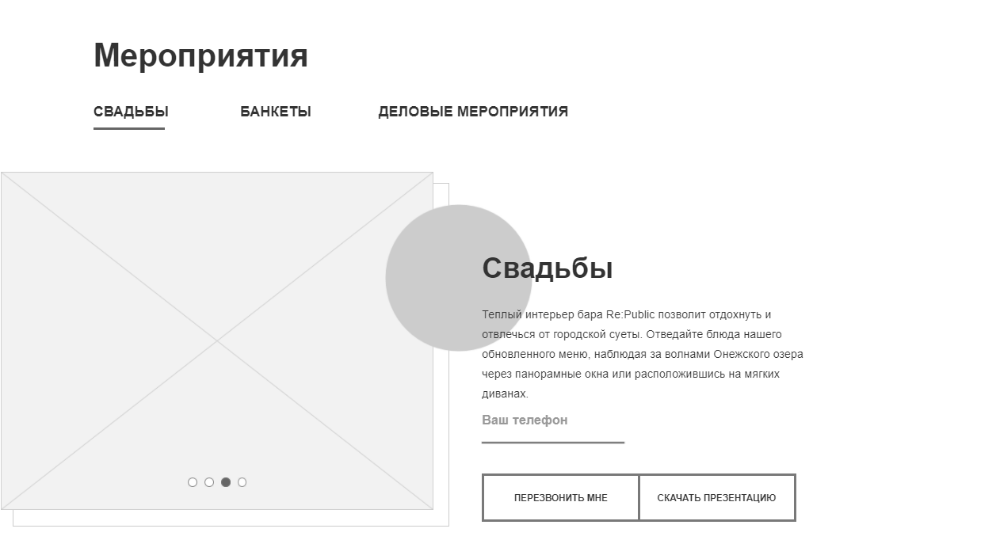 Мероприятия
СВАДЬБЫ БАНКЕТЫ ДЕЛОВЫЕ МЕРОПРИЯТИЯ
Свадьбы
Теплый интерьер бара Re:Public позволит отдохнуть и
отвлечься от городской суеты. Отведайте блюда нашего
обновленного меню, наблюдая за волнами Онежского озера
через панорамные окна или расположившись на мягких
диванах.
Ваш телефон
ПЕРЕЗВОНИТЬ МНЕ СКАЧАТЬ ПРЕЗЕНТАЦИЮ